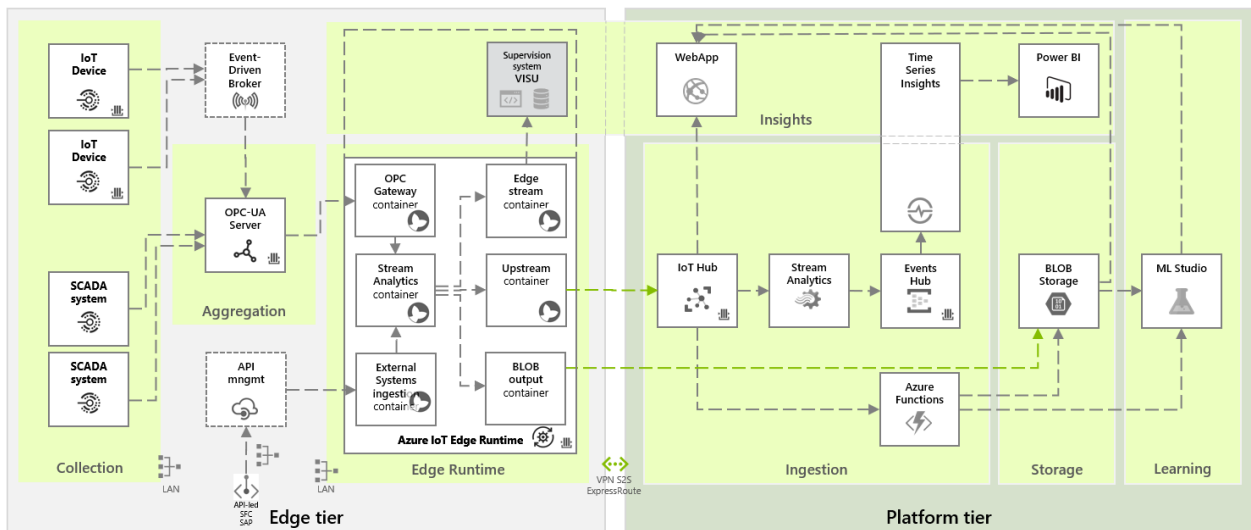 IoT
Device
IoT
Device
SCADA
system
SCADA
system
Collection
Event-
Driven
Broker
OPC-UA
Server
Aggregation
API
mngmt
LAN
API-led
SFC
SAP
LAN
Edge tier
Supervision
system
VISU
OPC
Gateway
container
Edge
stream
container
Stream
Analytics
container
Upstream
container
External
Systems
ingestion
container
BLOB
output
container
Azure IoT Edge Runtime
Edge Runtime
VPN S2S
ExpressRoute
WebApp
Time
Series
Insights
Power BI
Insights
IoT Hub
Stream
Analytics
Events
Hub
Azure
Functions
Ingestion
BLOB
Storage
Storage
ML Studio
Learning
Platform tier